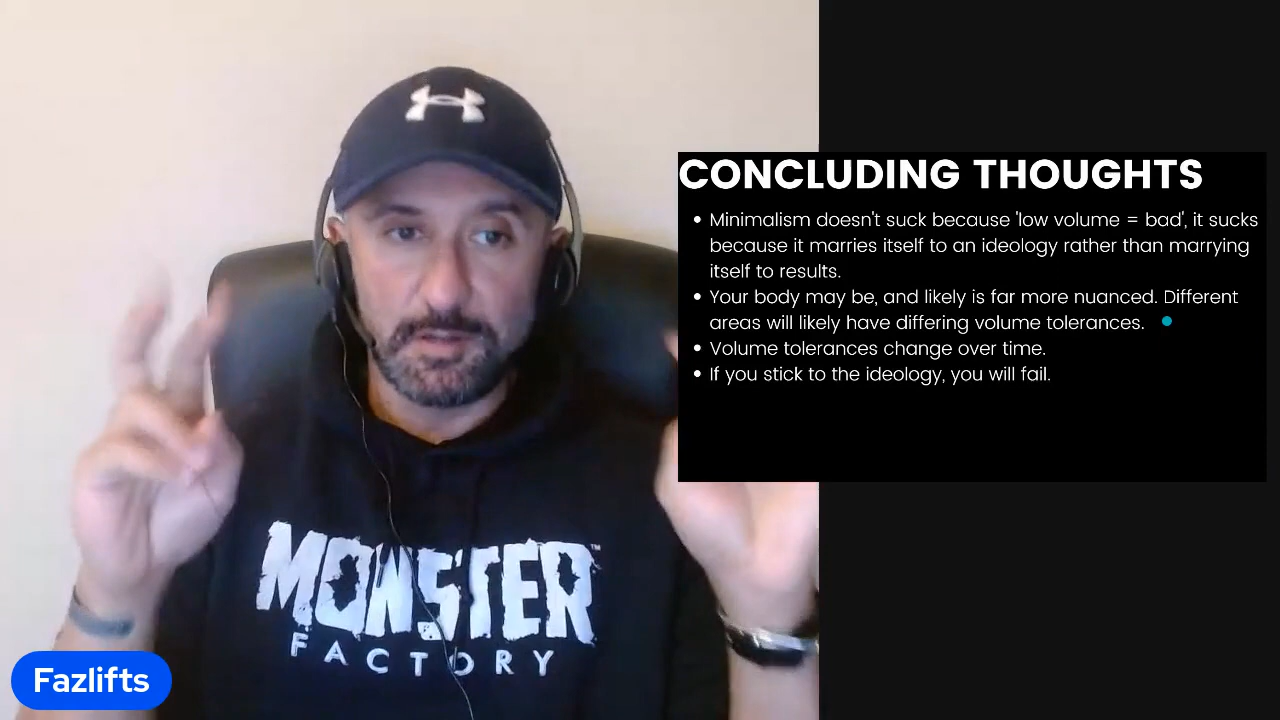 CONCLUDING THOUGHTS
• Minimalism doesn't suck because 'low volume = bad', it sucks
because it marries itself to an ideology rather than marrying
itself to results.
• Your body may be, and likely is far more nuanced. Different
areas will likely have differing volume tolerances.
• Volume tolerances change over time.
• If you stick to the ideology, you will fail.
MONSTER™
FACTORY
Fazlifts